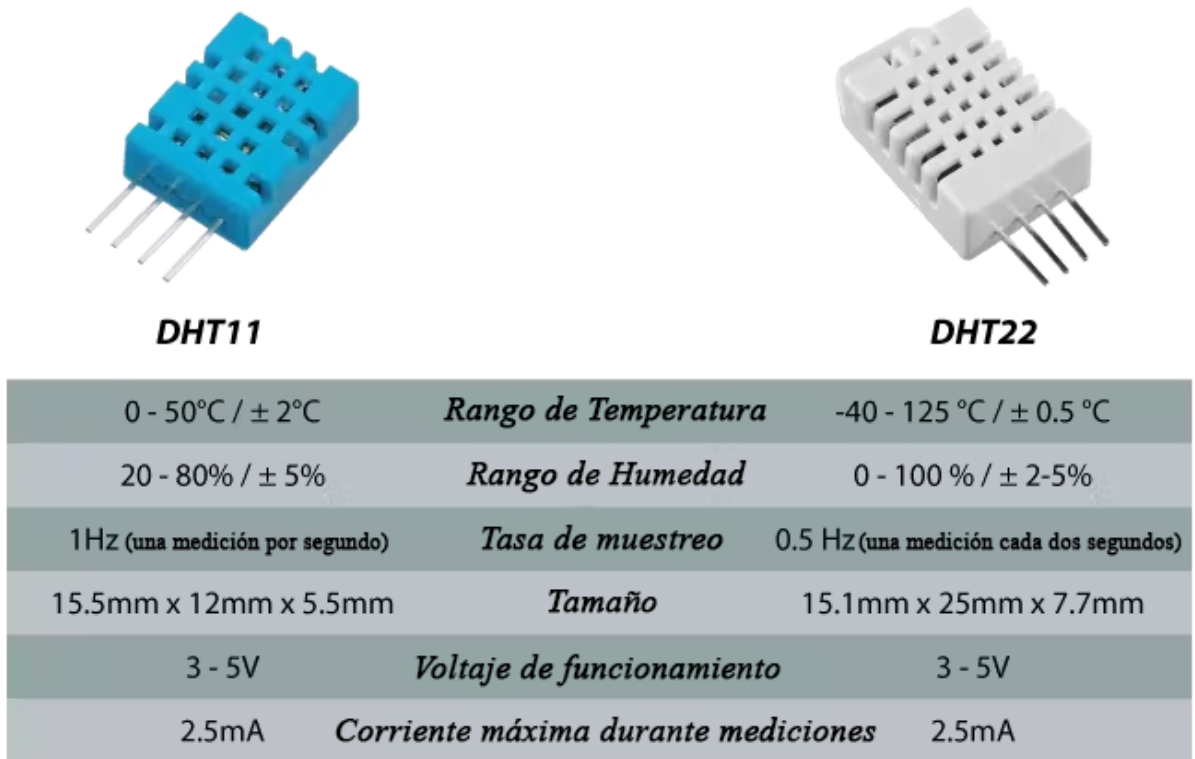 DHT11 DHT22
0 - 50°C / ± 2°C Rango de Temperatura -40 - 125 °C / ± 0.5 °C
20 - 80% / ± 5% Rango de Humedad 0 - 100 % / ± 2-5%
1Hz (una medición por segundo) Tasa de muestreo 0.5 Hz (una medición cada dos segundos)
15.5mm x 12mm x 5.5mm Tamaño 15.1mm x 25mm x 7.7mm
3 - 5V Voltaje de funcionamiento 3 - 5V
2.5mA Corriente máxima durante mediciones 2.5mA